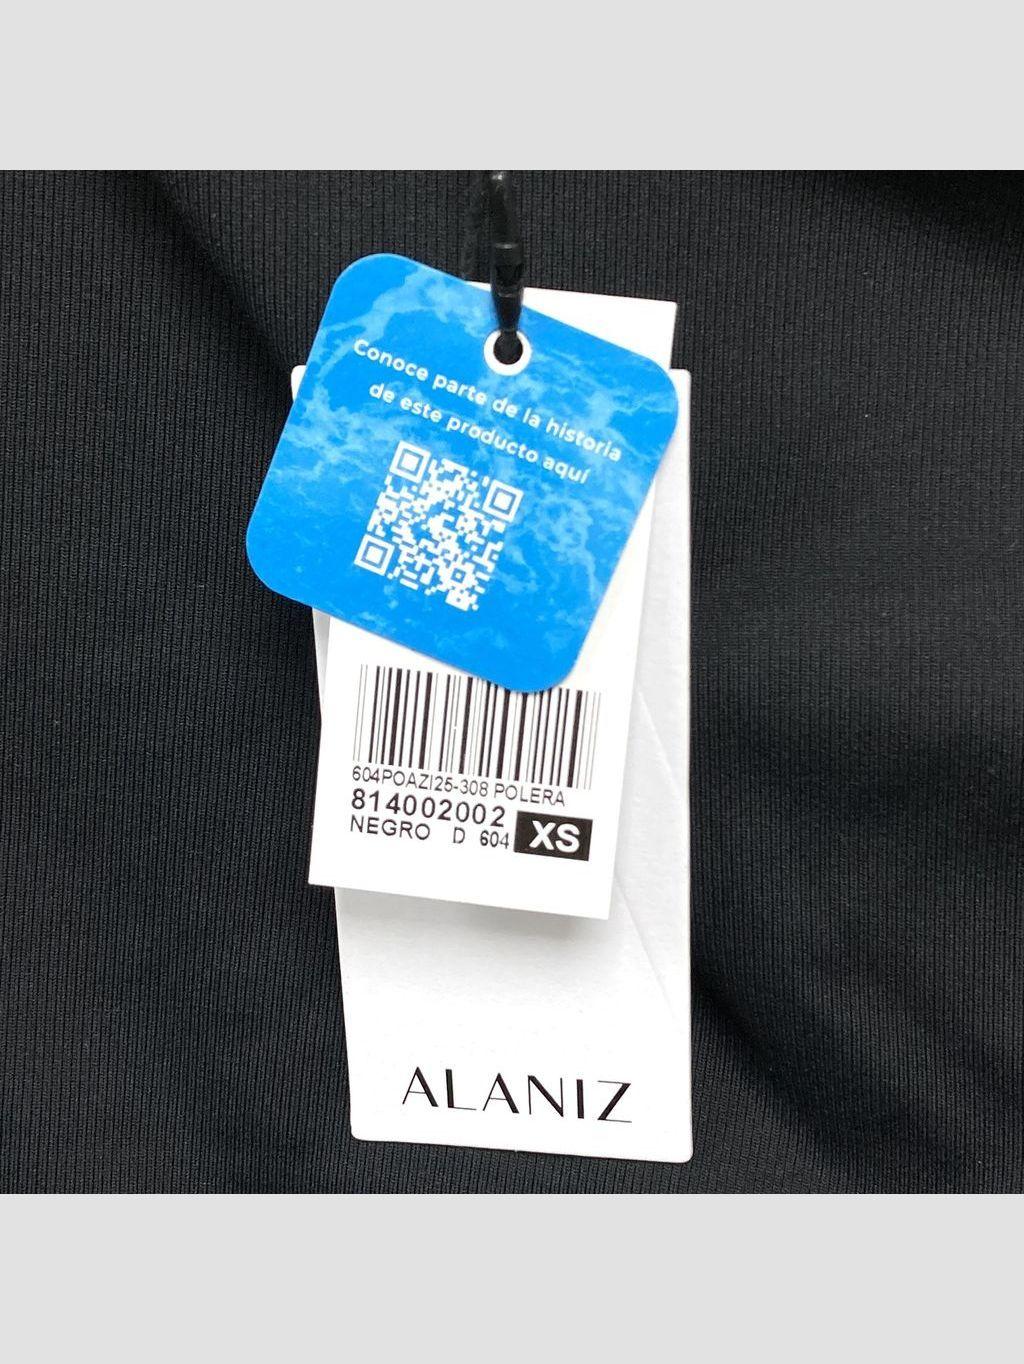 Conoce parte de la historia
de este producto aquí
604POAZI25-308 POLERA
814002002
NEGRO D 604 XS
ALANIZ